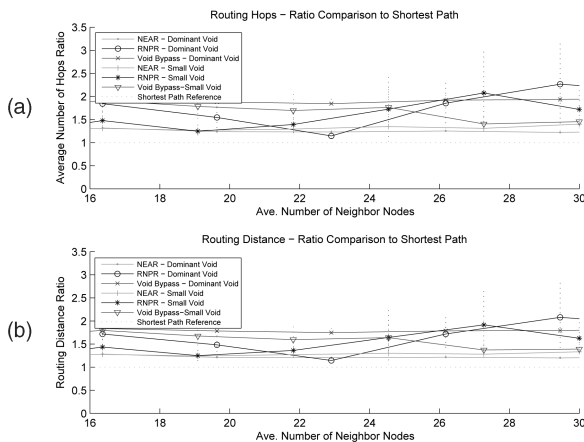 Routing Hops − Ratio Comparison to Shortest Path
(a)
Average Number of Hops Ratio
3.5
3
2.5
2
1.5
1
0.5
0
NEAR − Dominant Void
RNPR − Dominant Void
Void Bypass − Dominant Void
NEAR − Small Void
RNPR − Small Void
Void Bypass−Small Void
Shortest Path Reference
16 18 20 22 24 26 28 30
Ave. Number of Neighbor Nodes
Routing Distance − Ratio Comparison to Shortest Path
(b)
Routing Distance Ratio
3.5
3
2.5
2
1.5
1
0.5
0
NEAR − Dominant Void
RNPR − Dominant Void
Void Bypass − Dominant Void
NEAR − Small Void
RNPR − Small Void
Void Bypass−Small Void
Shortest Path Reference
16 18 20 22 24 26 28 30
Ave. Number of Neighbor Nodes